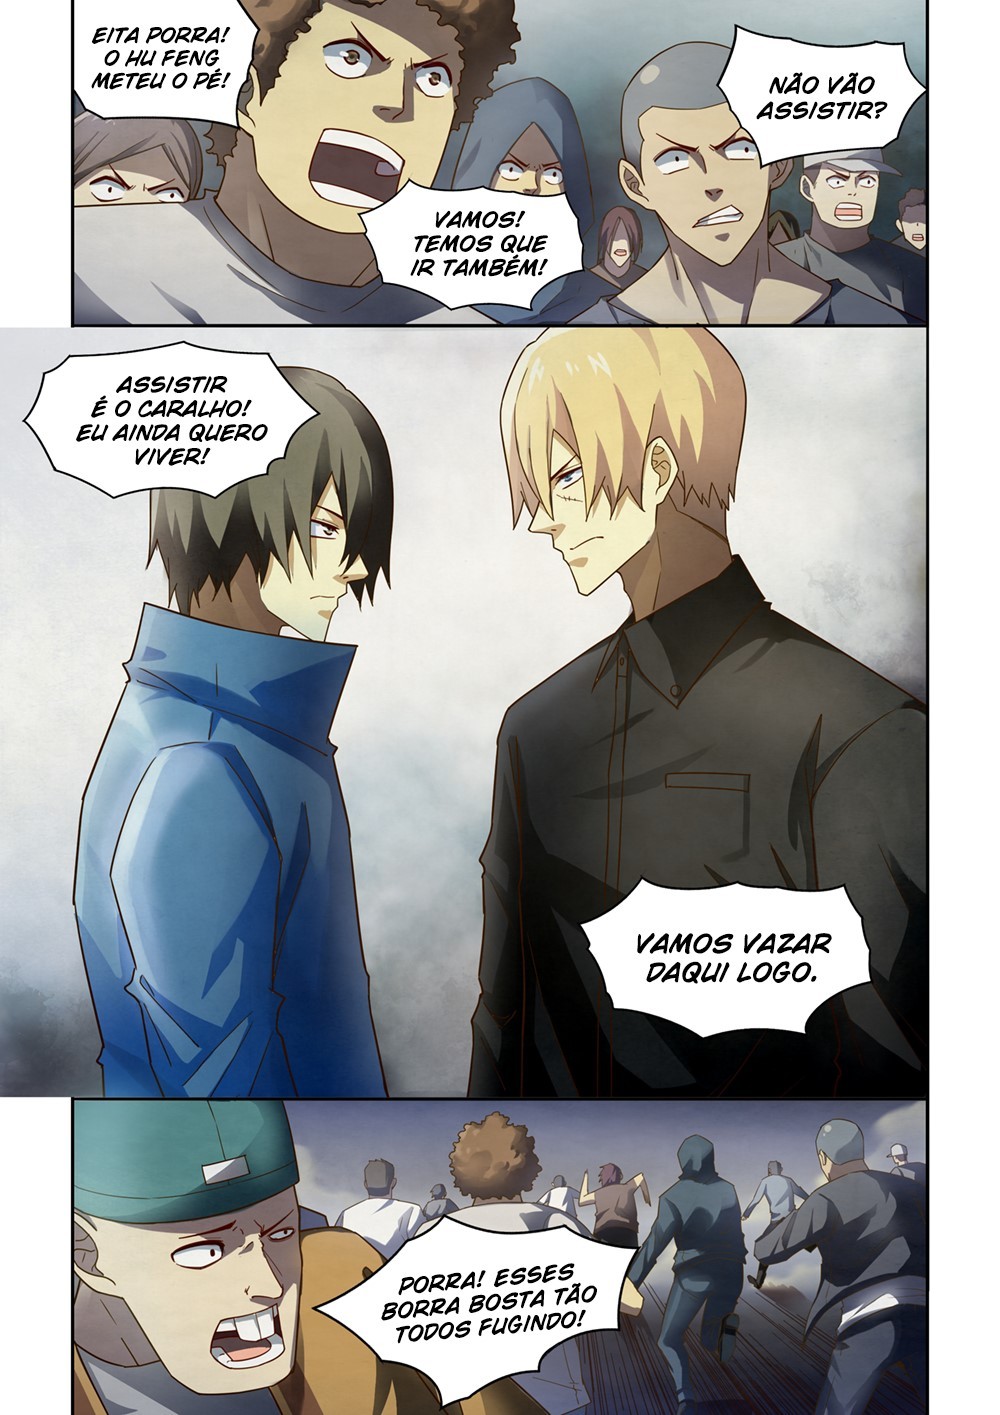 EITA PORRA!
O HU FENG
METEU O PÉ!
NÃO VÃO
ASSISTIR?
VAMOS!
TEMOS QUE
IR TAMBÉM!
ASSISTIR
É O CARALHO!
EU AINDA QUERO
VIVER!
VAMOS VAZAR
DAQUI LOGO.
PORRA! ESSES
BORRA BOSTA TÃO
TODOS FUGINDO!